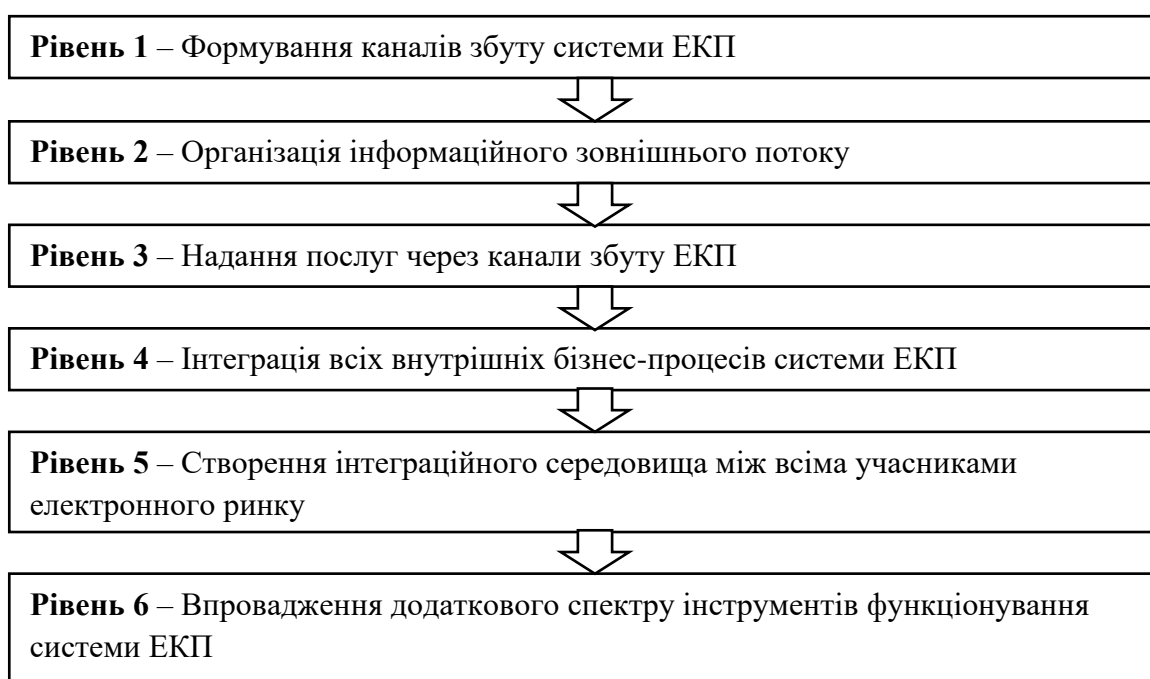 Рівень 1 – Формування каналів збуту системи ЕКП
Рівень 2 – Організація інформаційного зовнішнього потоку
Рівень 3 – Надання послуг через канали збуту ЕКП
Рівень 4 – Інтеграція всіх внутрішніх бізнес-процесів системи ЕКП
Рівень 5 – Створення інтеграційного середовища між всіма учасниками
електронного ринку
Рівень 6 – Впровадження додаткового спектру інструментів функціонування
системи ЕКП